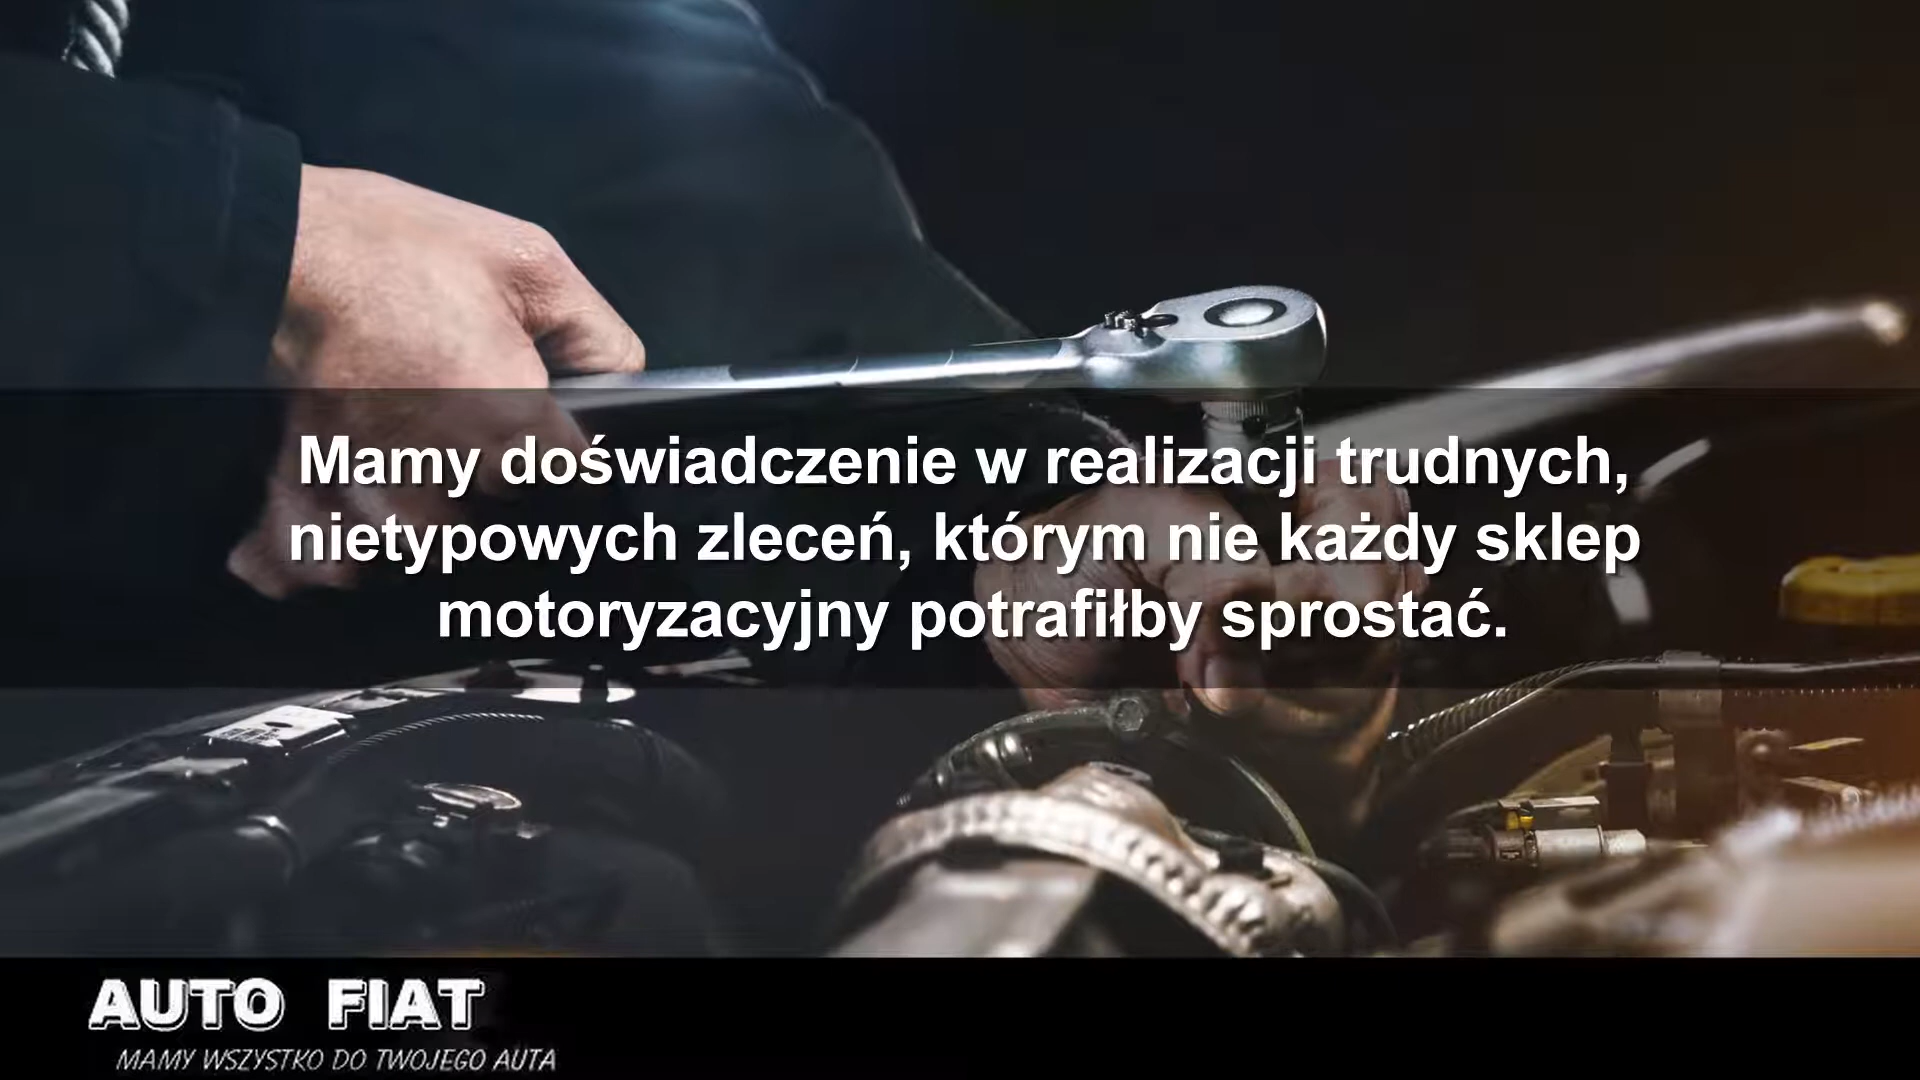 Mamy doświadczenie w realizacji trudnych,
nietypowych zleceń, którym nie każdy sklep
motoryzacyjny potrafiłby sprostać.
AUTO FIAT
MAMY WSZYSTKO DO TWOJEGO AUTA